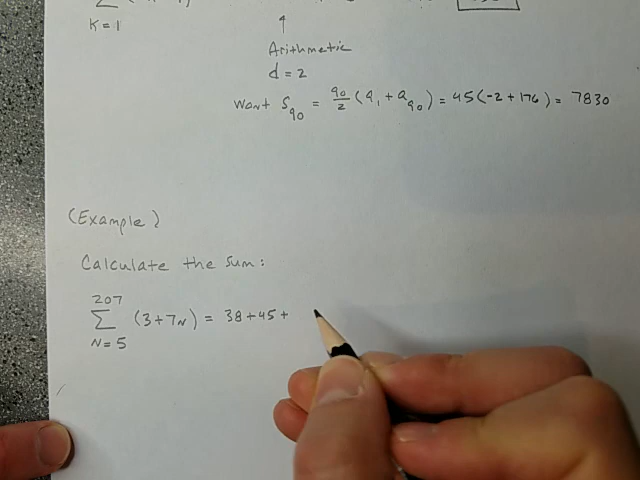 K=1
Arithmetic
d=2
Want S₉₀ = 90/2 (a₁ + a₉₀) = 45(-2+176) = 7830
(Example)
Calculate the sum:
207
∑ (3+7N) = 38+45+
N=5